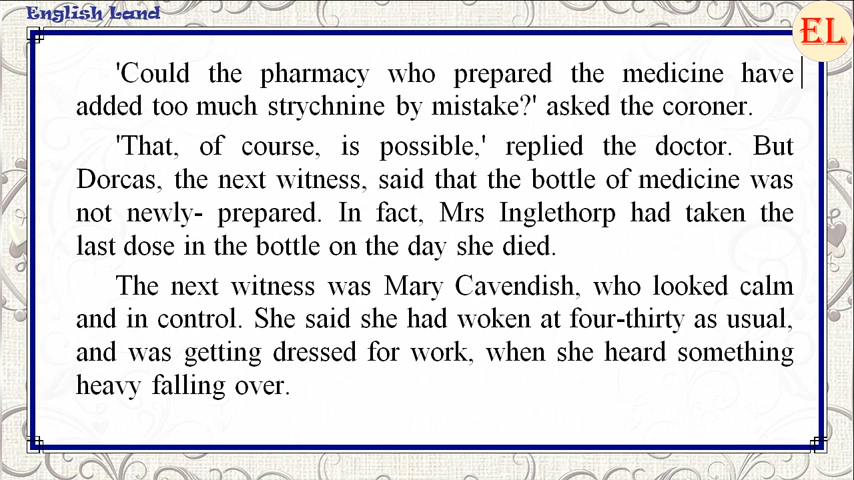 English Land
EL
'Could the pharmacy who prepared the medicine have
added too much strychnine by mistake?' asked the coroner.
'That, of course, is possible,' replied the doctor. But
Dorcas, the next witness, said that the bottle of medicine was
not newly- prepared. In fact, Mrs Inglethorp had taken the
last dose in the bottle on the day she died.
The next witness was Mary Cavendish, who looked calm
and in control. She said she had woken at four-thirty as usual,
and was getting dressed for work, when she heard something
heavy falling over.